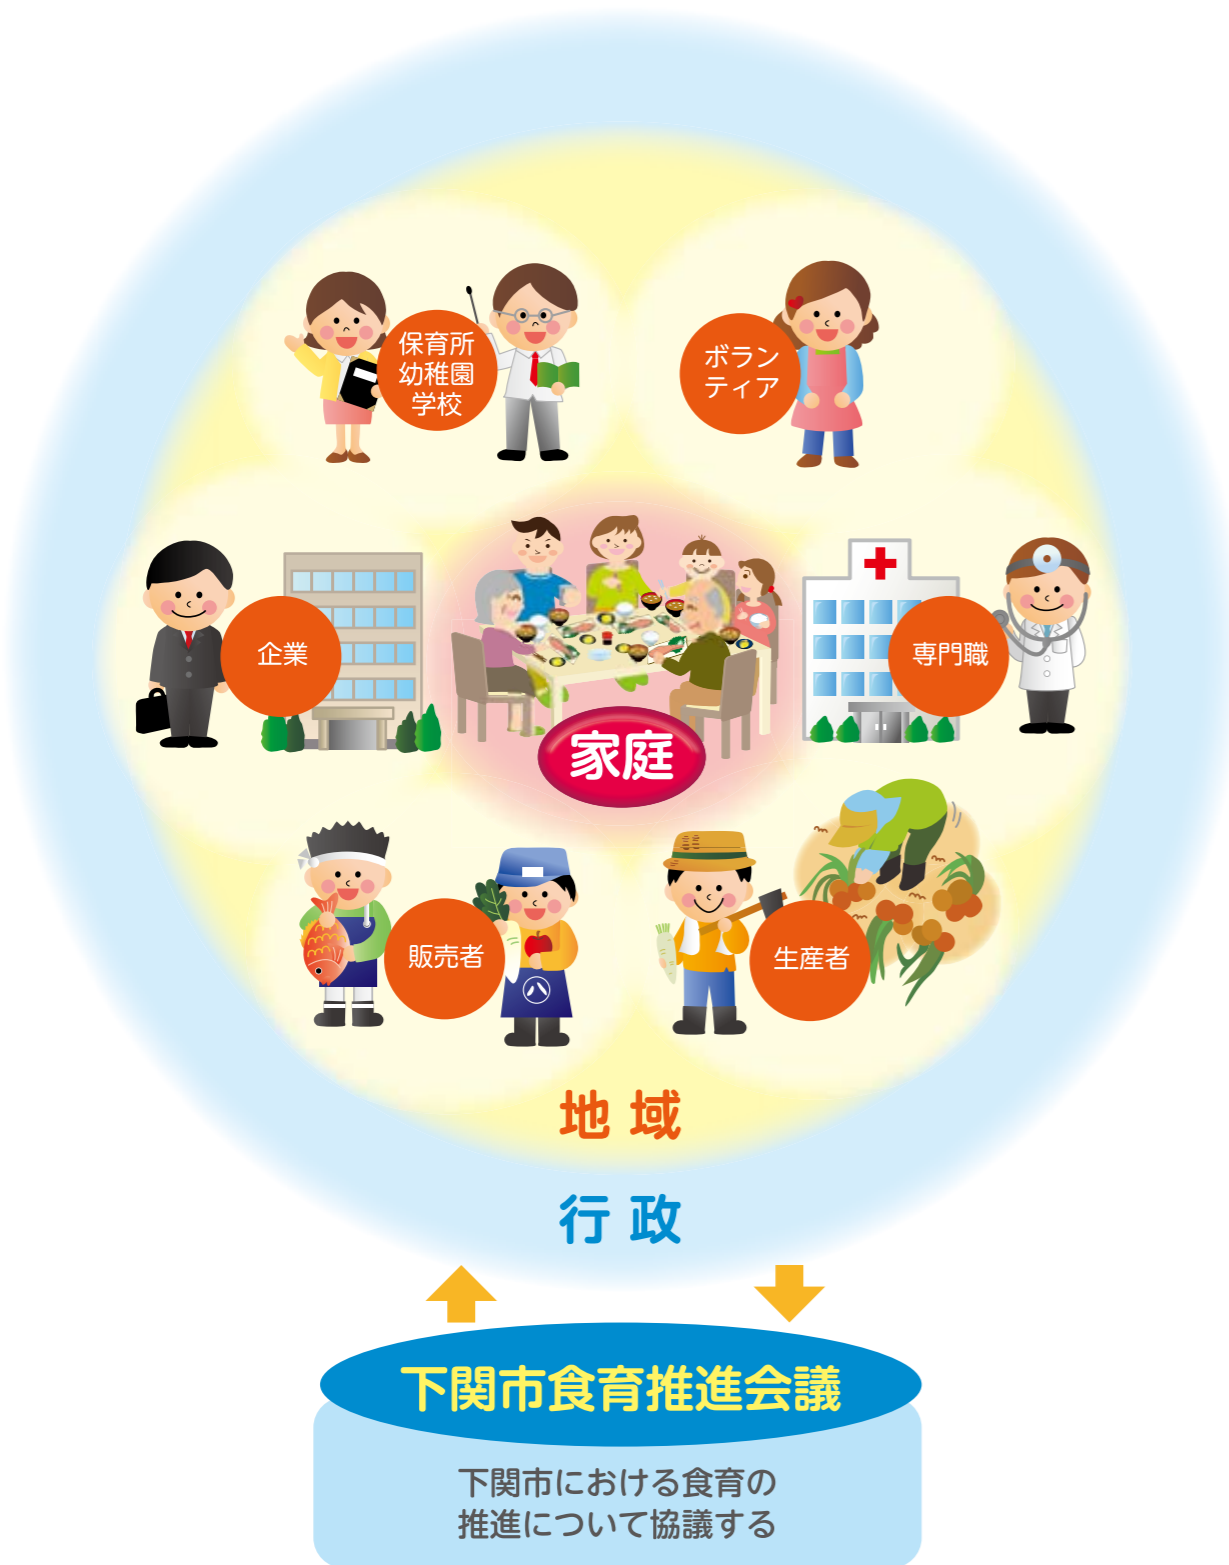 保育所
幼稚園
学校
ボラン
ティア
企業
専門職
家庭
販売者
生産者
地域
行政
下関市食育推進会議
下関市における食育の
推進について協議する